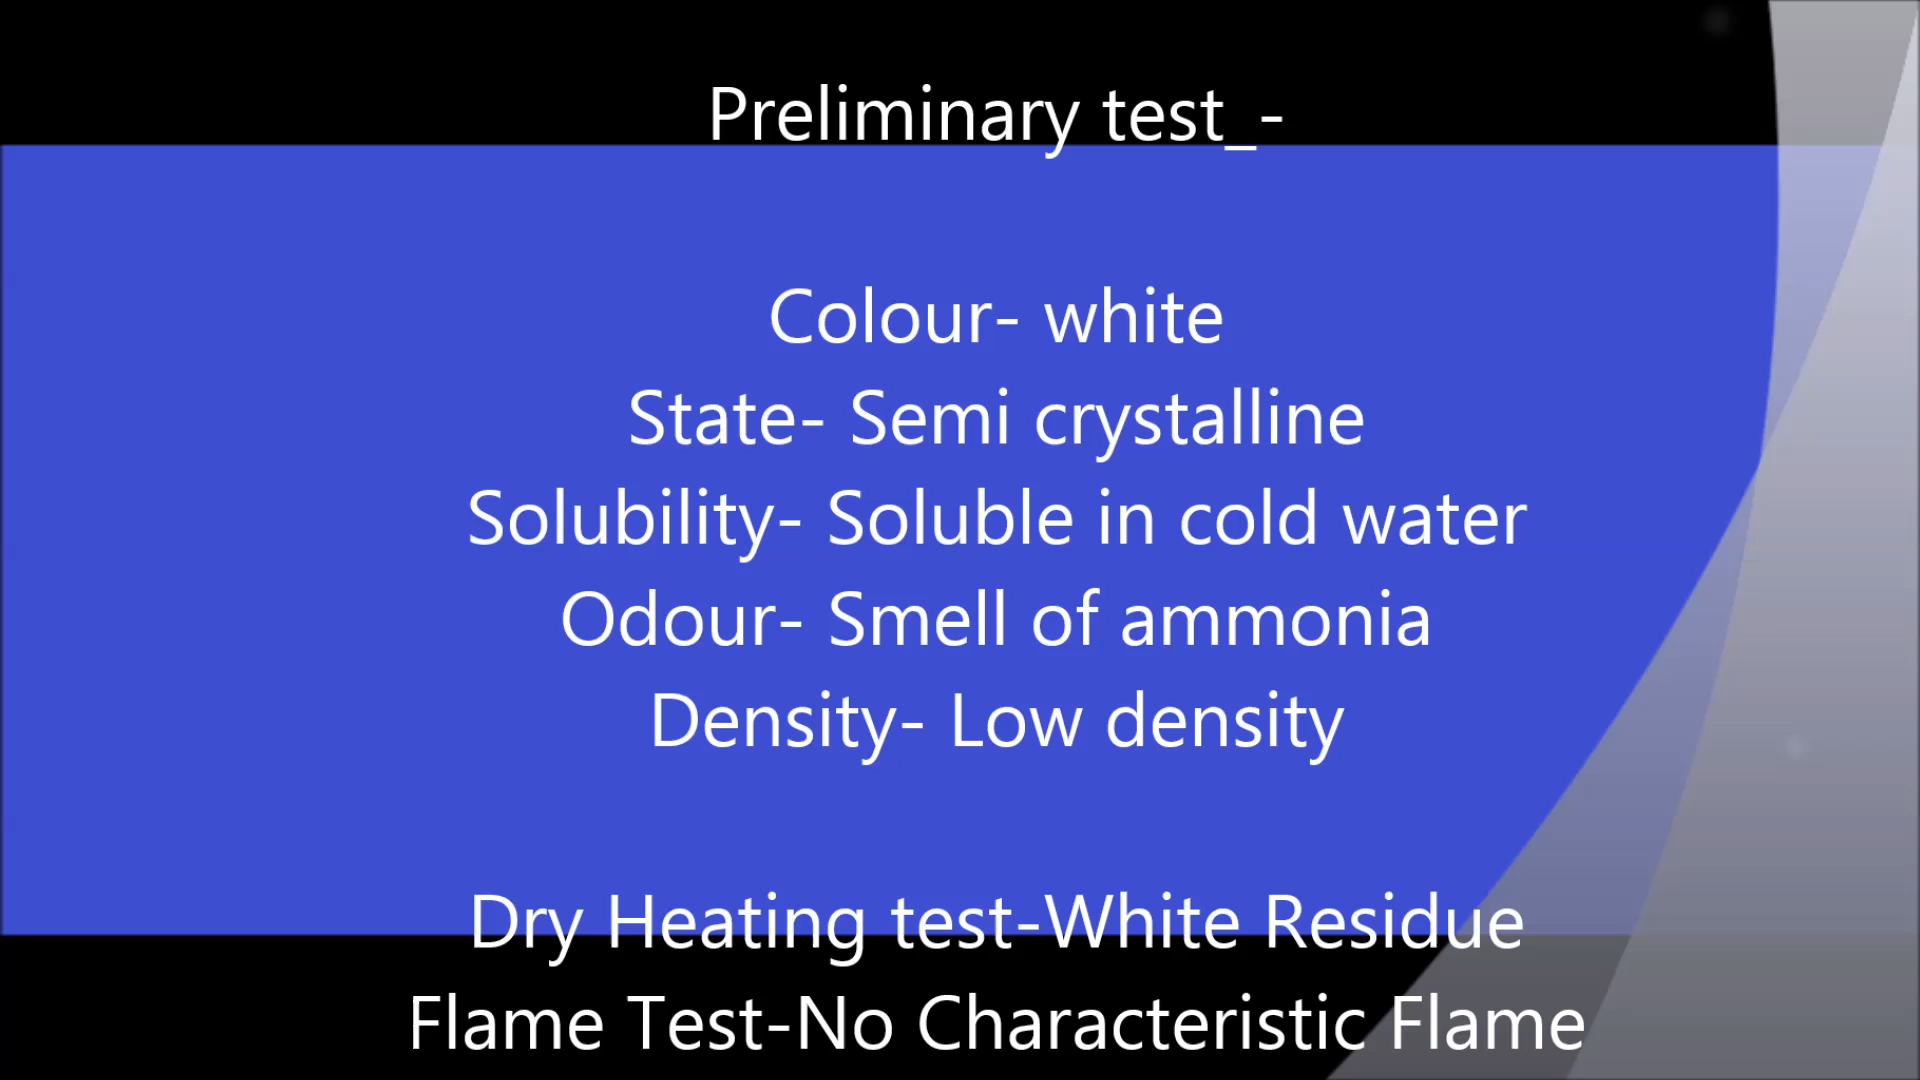 Preliminary test_-
Colour- white
State- Semi crystalline
Solubility- Soluble in cold water
Odour- Smell of ammonia
Density- Low density
Dry Heating test-White Residue
Flame Test-No Characteristic Flame